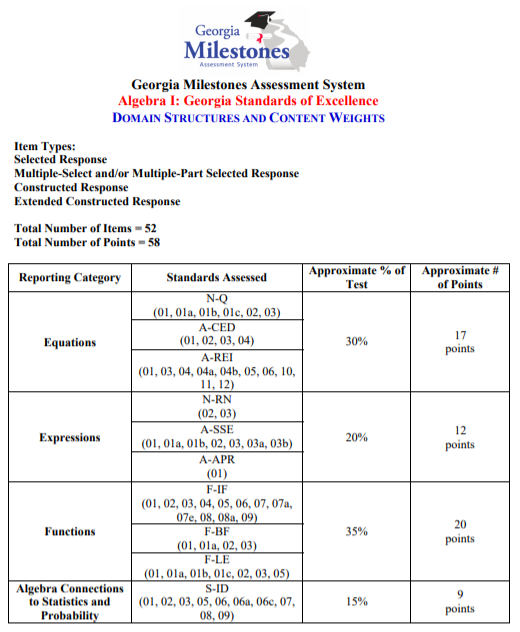 Georgia
Milestones
Assessment System
Georgia Milestones Assessment System
Algebra I: Georgia Standards of Excellence
DOMAIN STRUCTURES AND CONTENT WEIGHTS
Item Types:
Selected Response
Multiple-Select and/or Multiple-Part Selected Response
Constructed Response
Extended Constructed Response
Total Number of Items = 52
Total Number of Points = 58
Reporting Category
Standards Assessed
Approximate % of
Test
Approximate #
of Points
Equations
N-Q
(01, 01a, 01b, 01c, 02, 03)
A-CED
(01, 02, 03, 04)
A-REI
(01, 03, 04, 04a, 04b, 05, 06, 10,
11, 12)
30%
17
points
Expressions
N-RN
(02, 03)
A-SSE
(01, 01a, 01b, 02, 03, 03a, 03b)
A-APR
(01)
20%
12
points
Functions
F-IF
(01, 02, 03, 04, 05, 06, 07, 07a,
07e, 08, 08a, 09)
F-BF
(01, 01a, 02, 03)
F-LE
(01, 01a, 01b, 01c, 02, 03, 05)
35%
20
points
Algebra Connections
to Statistics and
Probability
S-ID
(01, 02, 03, 05, 06, 06a, 06c, 07,
08, 09)
15%
9
points